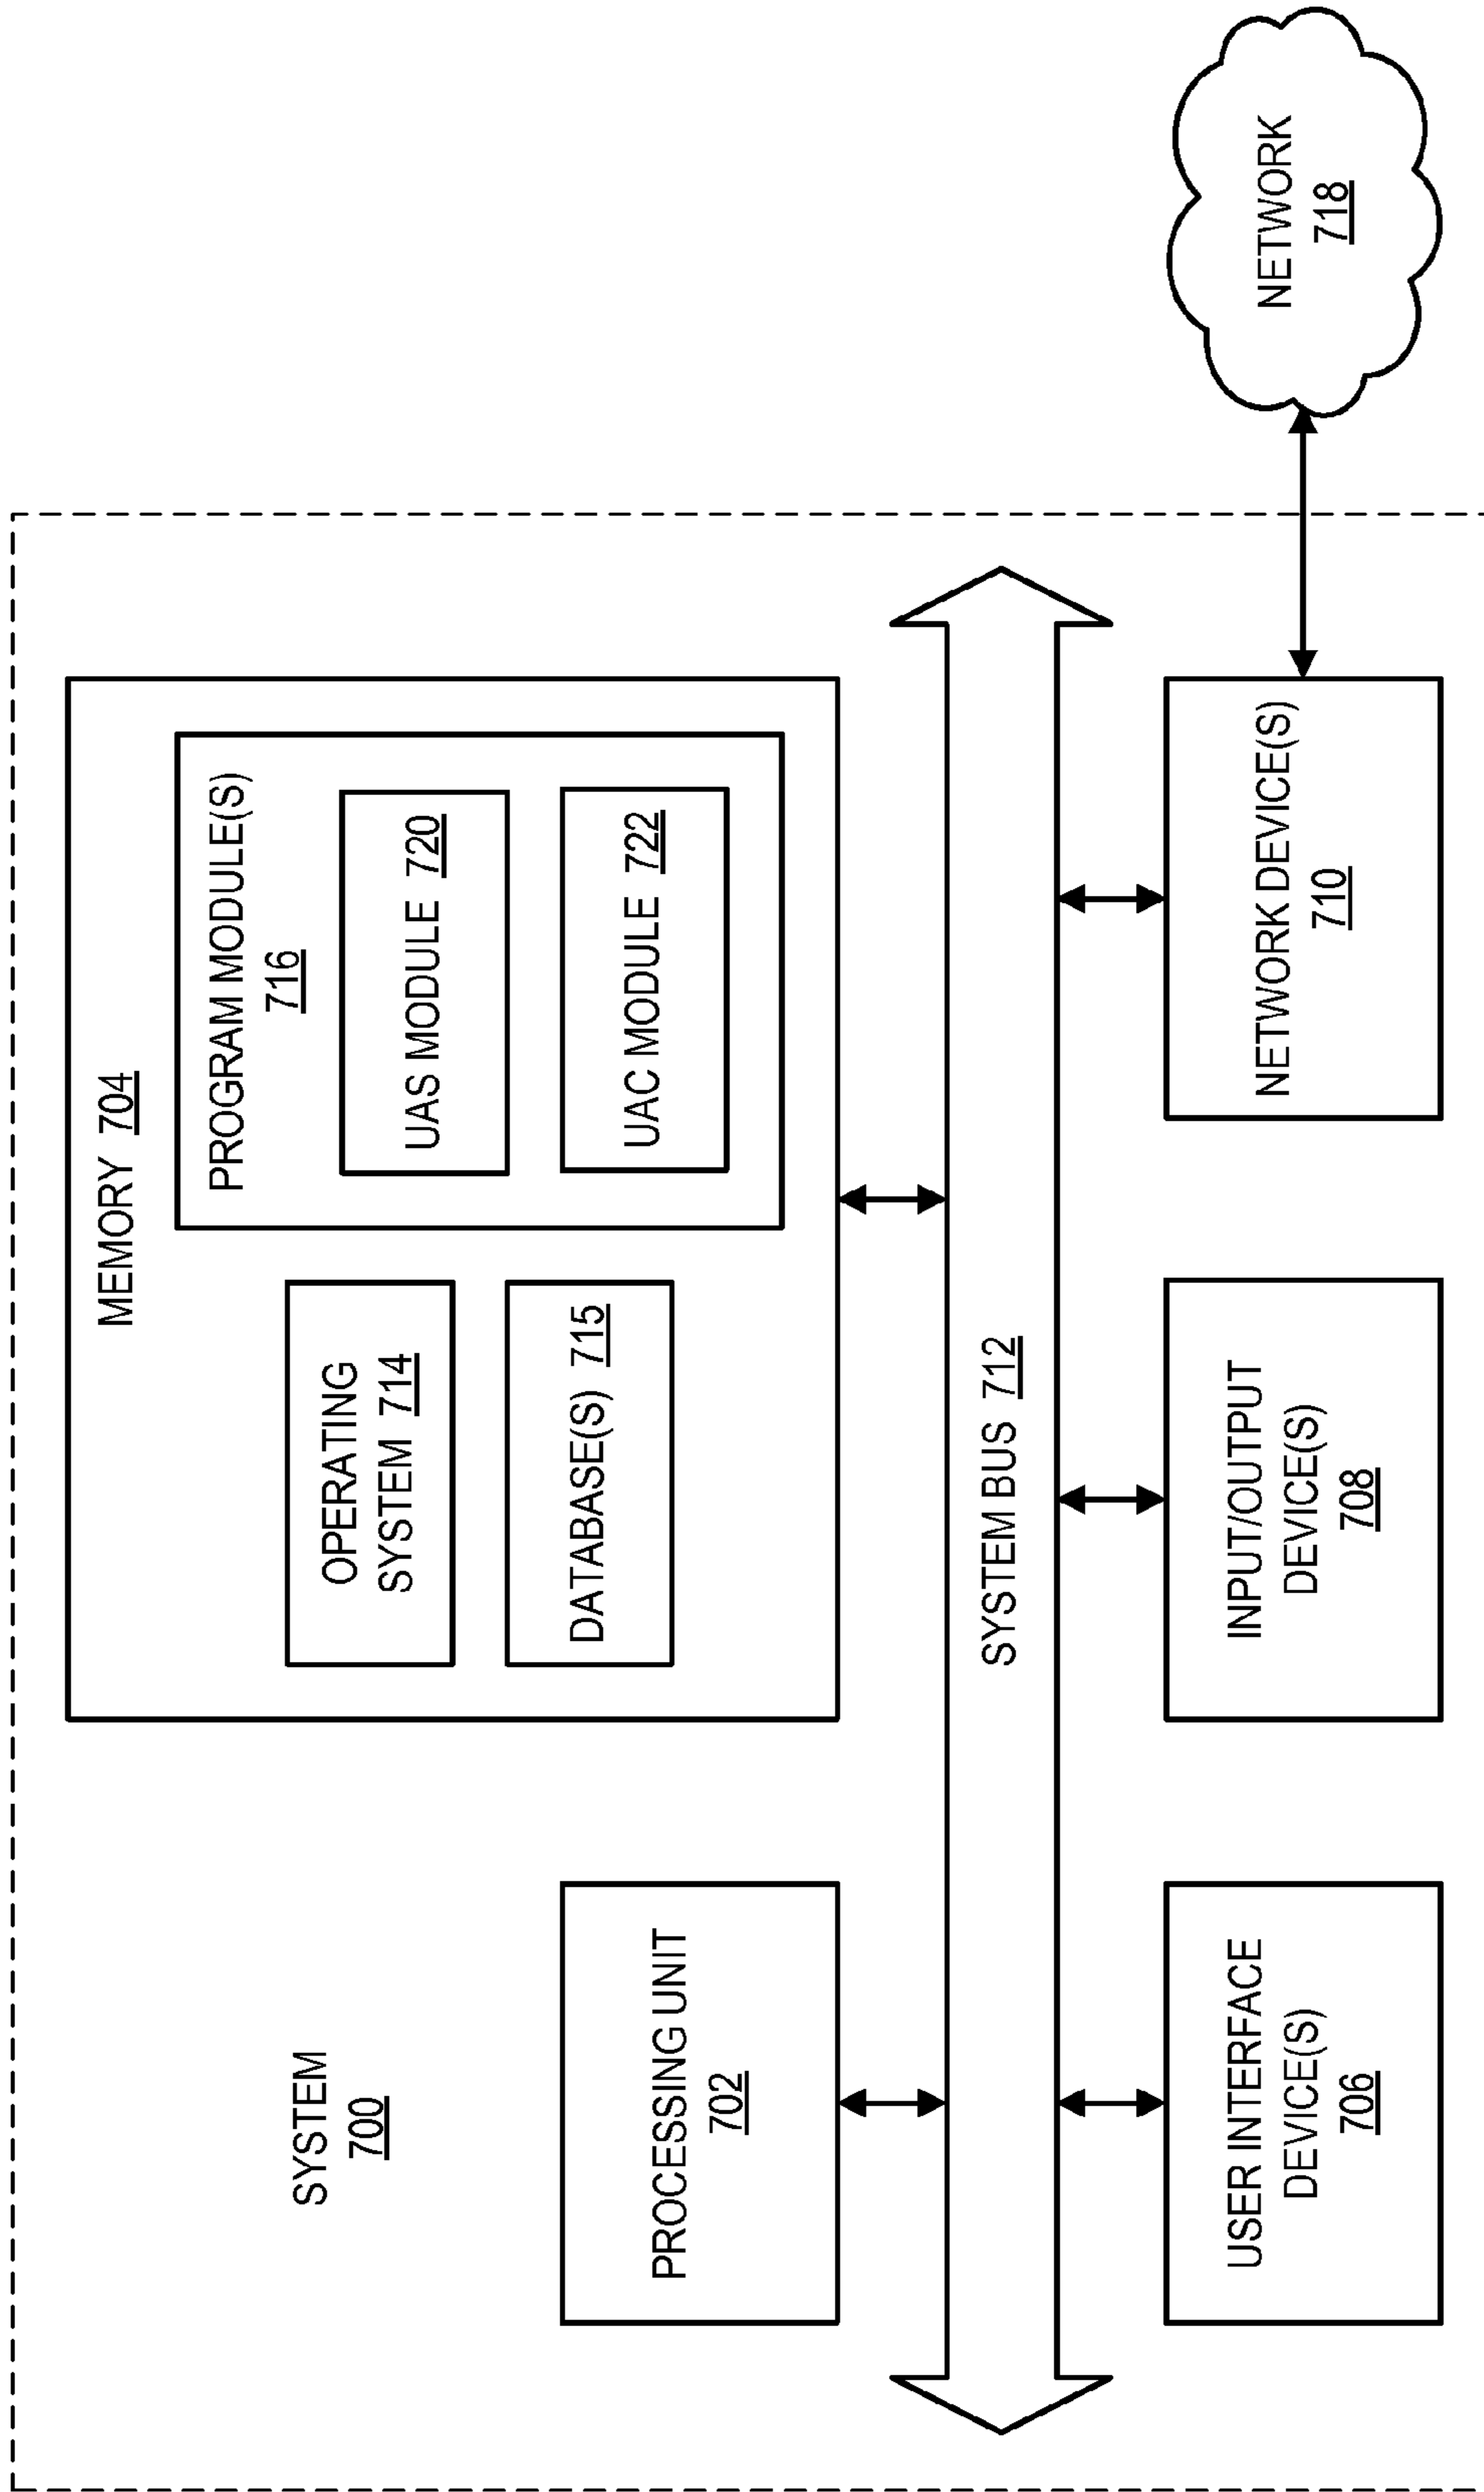 SYSTEM
700
MEMORY 704
OPERATING
SYSTEM 714
DATABASE(S) 715
PROGRAM MODULE(S)
716
UAS MODULE 720
UAC MODULE 722
PROCESSING UNIT
702
SYSTEM BUS 712
USER INTERFACE
DEVICE(S)
706
INPUT/OUTPUT
DEVICE(S)
708
NETWORK DEVICE(S)
710
NETWORK
718